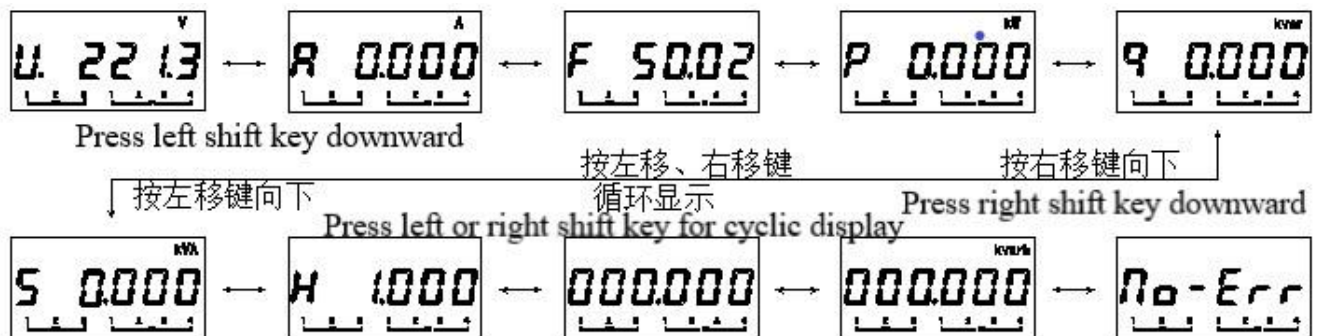 V A kW kvar
U. 221.3 A 0.000 F 50.02 P 0.000 q 0.000
Press left shift key downward
按左移、右移键 按右移键向下
按左移键向下 循环显示
Press right shift key downward
Press left or right shift key for cyclic display
kVA kvarh
S 0.000 H 1.000 000.000 000.000 no-Err